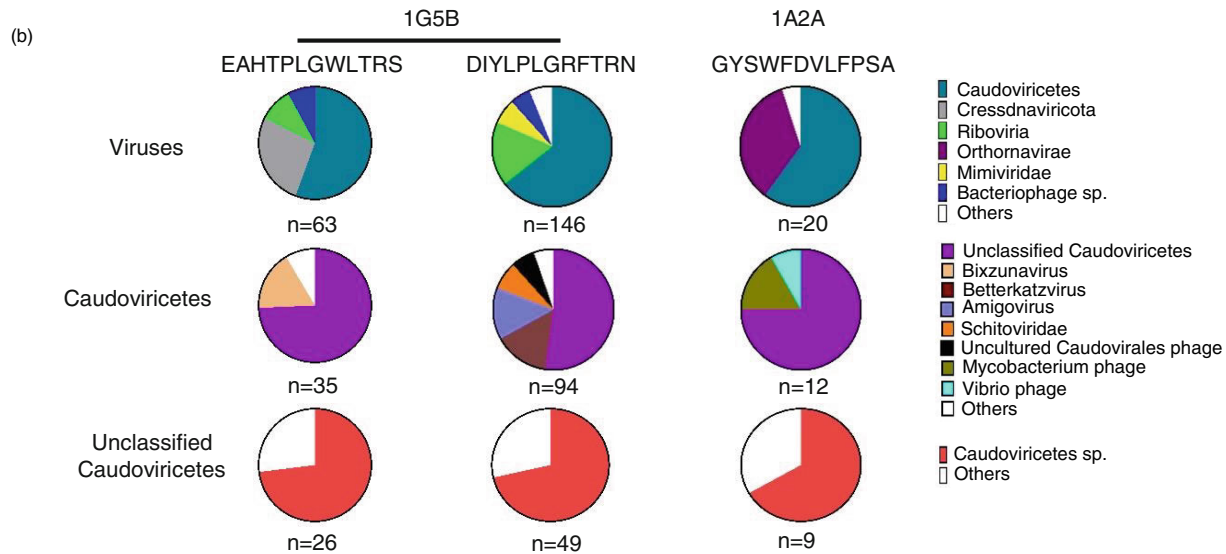 (b)
1G5B
1A2A
EAHTPLGWLTRS
DIYLPLGRFTRN
GYSWFDVLFPSA
Viruses
n=63
n=146
n=20
Caudoviricetes
Cressdnaviricota
Riboviria
Orthornavirae
Mimiviridae
Bacteriophage sp.
Others
Caudoviricetes
n=35
n=94
n=12
Unclassified Caudoviricetes
Bixzunavirus
Betterkatzvirus
Amigovirus
Schitoviridae
Uncultured Caudovirales phage
Mycobacterium phage
Vibrio phage
Others
Unclassified
Caudoviricetes
n=26
n=49
n=9
Caudoviricetes sp.
Others